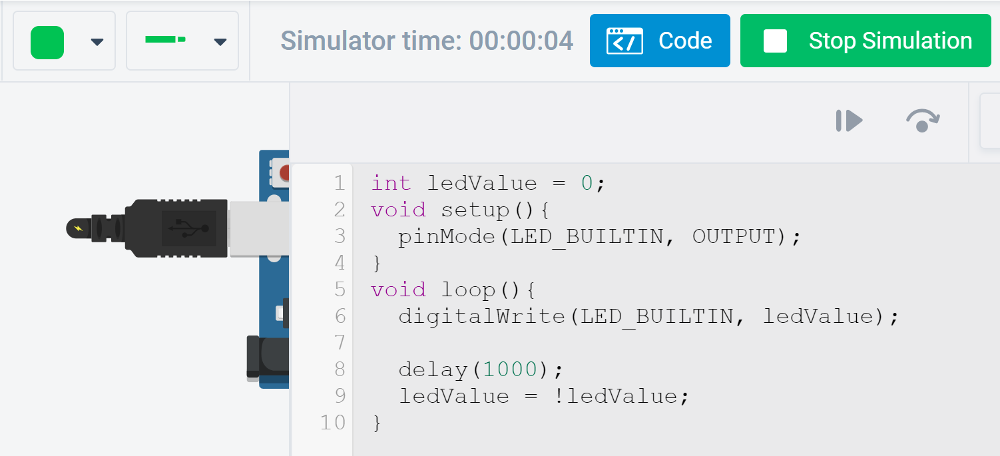 Simulator time: 00:00:04 Code Stop Simulation
1 int ledValue = 0;
2 void setup(){
3   pinMode(LED_BUILTIN, OUTPUT);
4 }
5 void loop(){
6   digitalWrite(LED_BUILTIN, ledValue);
7
8   delay(1000);
9   ledValue = !ledValue;
10 }